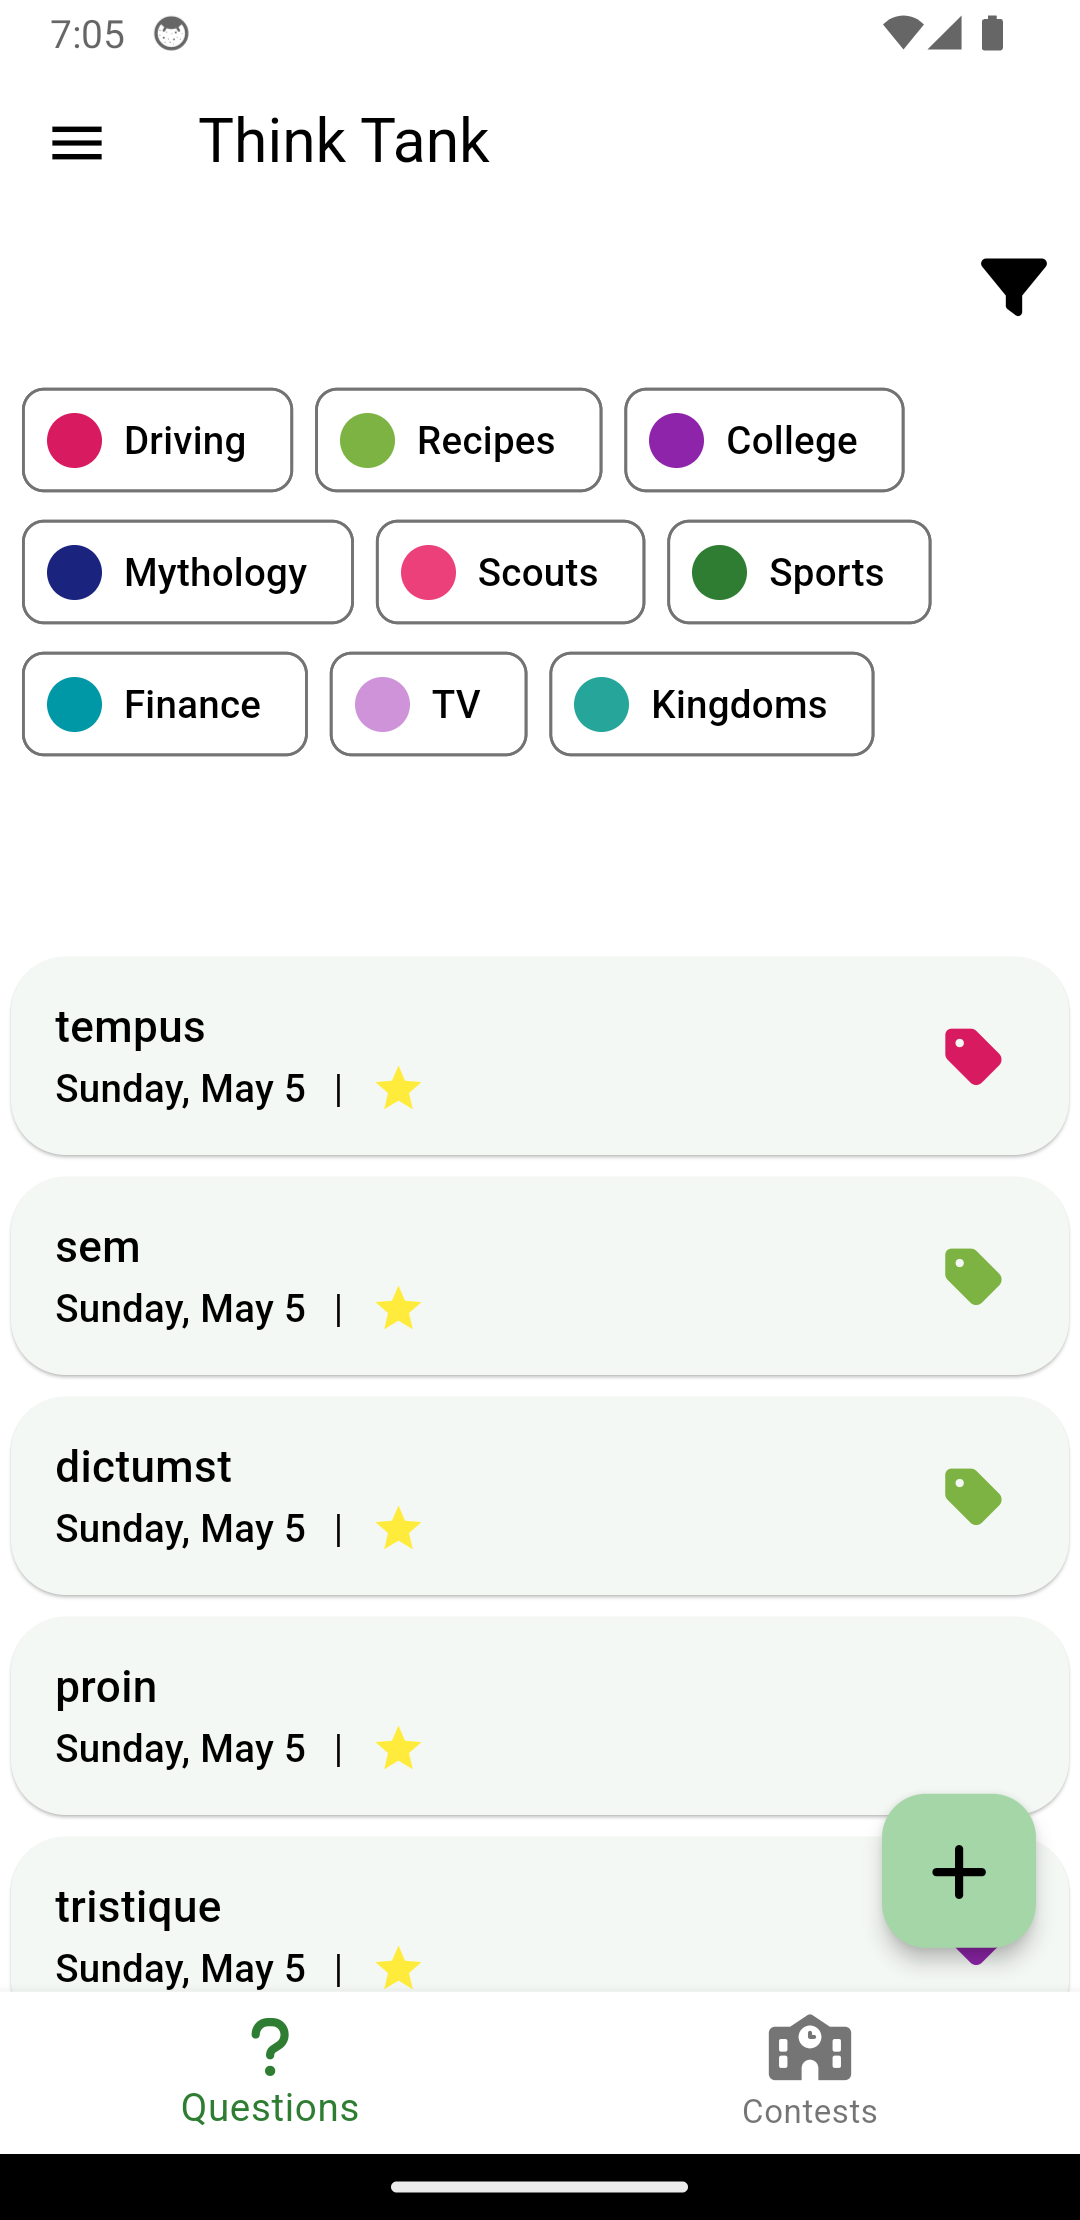 7:05
Think Tank
Driving
Recipes
College
Mythology
Scouts
Sports
Finance
TV
Kingdoms
tempus
Sunday, May 5 |
sem
Sunday, May 5 |
dictumst
Sunday, May 5 |
proin
Sunday, May 5 |
tristique
Sunday, May 5 |
Questions
Contests